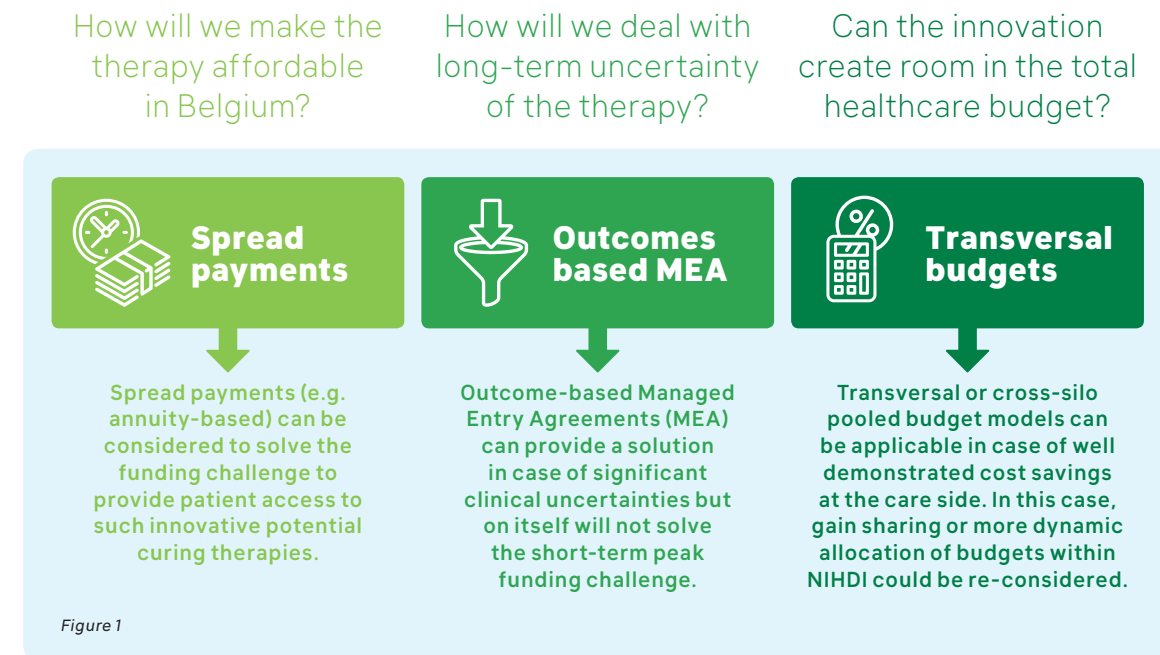 How will we make the
therapy affordable
in Belgium?
How will we deal with
long-term uncertainty
of the therapy?
Can the innovation
create room in the total
healthcare budget?
Spread
payments
Outcomes
based MEA
%
Transversal
budgets
Spread payments (e.g.
annuity-based) can be
considered to solve the
funding challenge to
provide patient access to
such innovative potential
curing therapies.
Outcome-based Managed
Entry Agreements (MEA)
can provide a solution
in case of significant
clinical uncertainties but
on itself will not solve
the short-term peak
funding challenge.
Transversal or cross-silo
pooled budget models can
be applicable in case of well
demonstrated cost savings
at the care side. In this case,
gain sharing or more dynamic
allocation of budgets within
NIHDI could be re-considered.
Figure 1